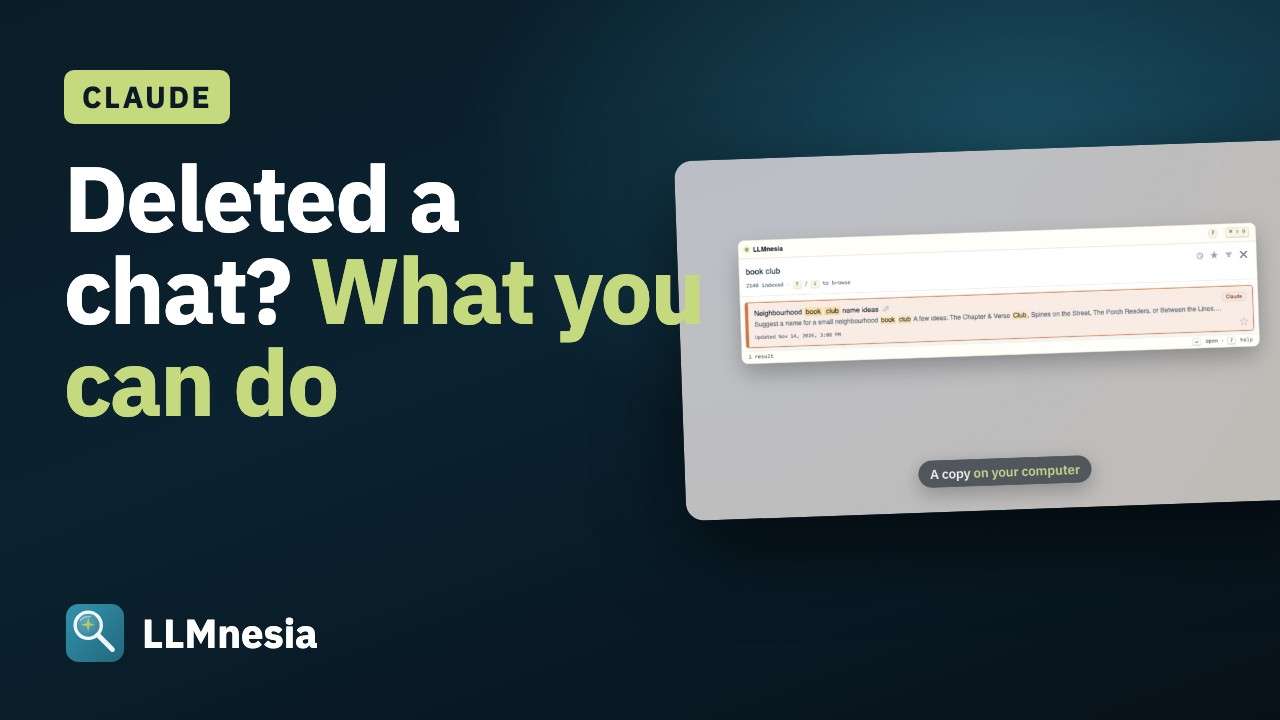 CLAUDE
Deleted a
chat? What you
can do
LLMnesia
book club
2140 indexed · ↑ / ↓ to browse
Neighbourhood book club name ideas
Claude
Suggest a name for a small neighbourhood book club A few ideas: The Chapter & Verse Club, Spines on the Street, The Porch Readers, or Between the Lines....
Updated Nov 14, 2026, 3:08 PM
1 result
open · ? help
A copy on your computer
LLMnesia